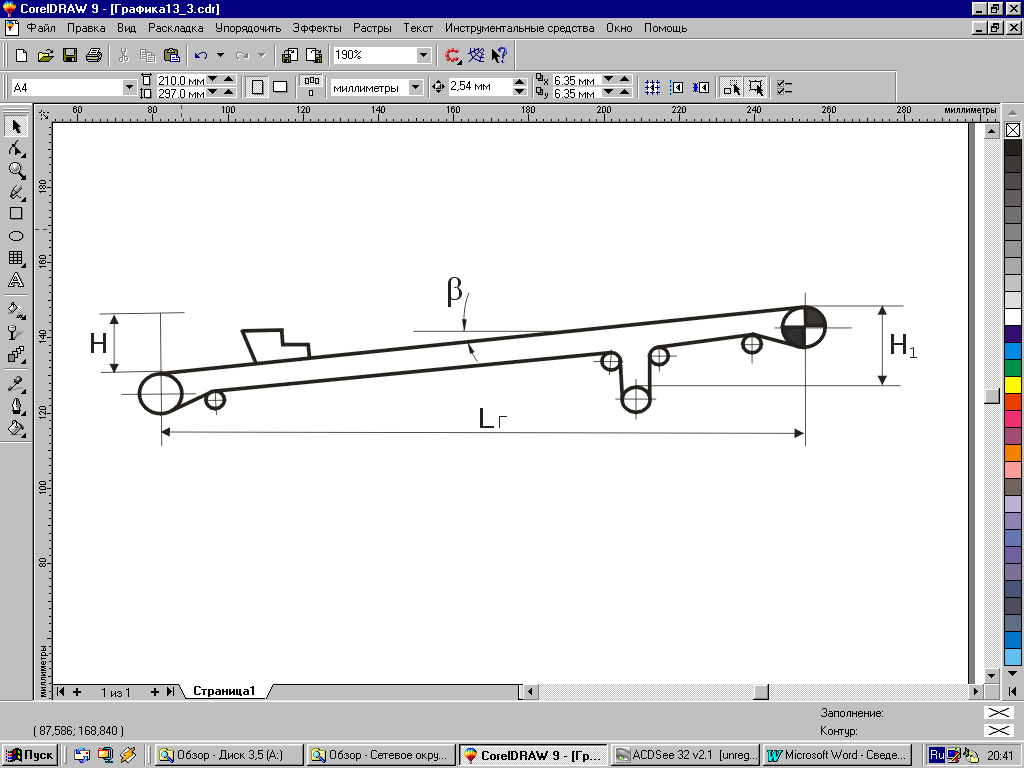 CorelDRAW 9 - [Графика13_3.cdr]
Файл Правка Вид Раскладка Упорядочить Эффекты Растры Текст Инструментальные средства Окно Помощь
190%
A4 210.0 мм 297.0 мм миллиметры 2,54 мм x 6.35 мм y 6.35 мм
60 80 100 120 140 160 180 200 220 240 260 280 миллиметры
180
160
140
120
100
80
миллиметры
β
H
H1
Lг
1 из 1 Страница1
Заполнение:
( 87,586; 168,840 ) Контур:
Пуск Обзор - Диск 3,5 (A:) Обзор - Сетевое окру... CorelDRAW 9 - [Гр... ACDSee 32 v2.1 [unreg... Microsoft Word - Сведе... Ru 20:41